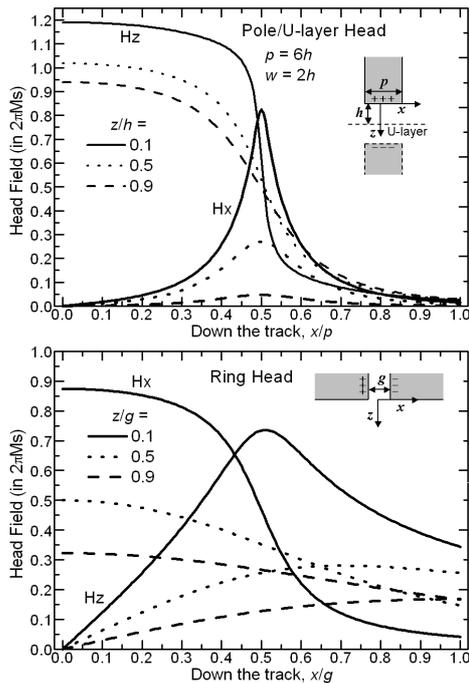 Pole/U-layer Head
p = 6h
w = 2h
Hz
z/h =
0.1
0.5
0.9
Hx
p
+ + +
x
h
z
U-layer
Head Field (in 2πMs)
1.2
1.1
1.0
0.9
0.8
0.7
0.6
0.5
0.4
0.3
0.2
0.1
0.0
0.0 0.1 0.2 0.3 0.4 0.5 0.6 0.7 0.8 0.9 1.0
Down the track, x/p
Ring Head
Hx
z/g =
0.1
0.5
0.9
Hz
g
x
z
Head Field (in 2πMs)
1.0
0.9
0.8
0.7
0.6
0.5
0.4
0.3
0.2
0.1
0.0
0.0 0.1 0.2 0.3 0.4 0.5 0.6 0.7 0.8 0.9 1.0
Down the track, x/g